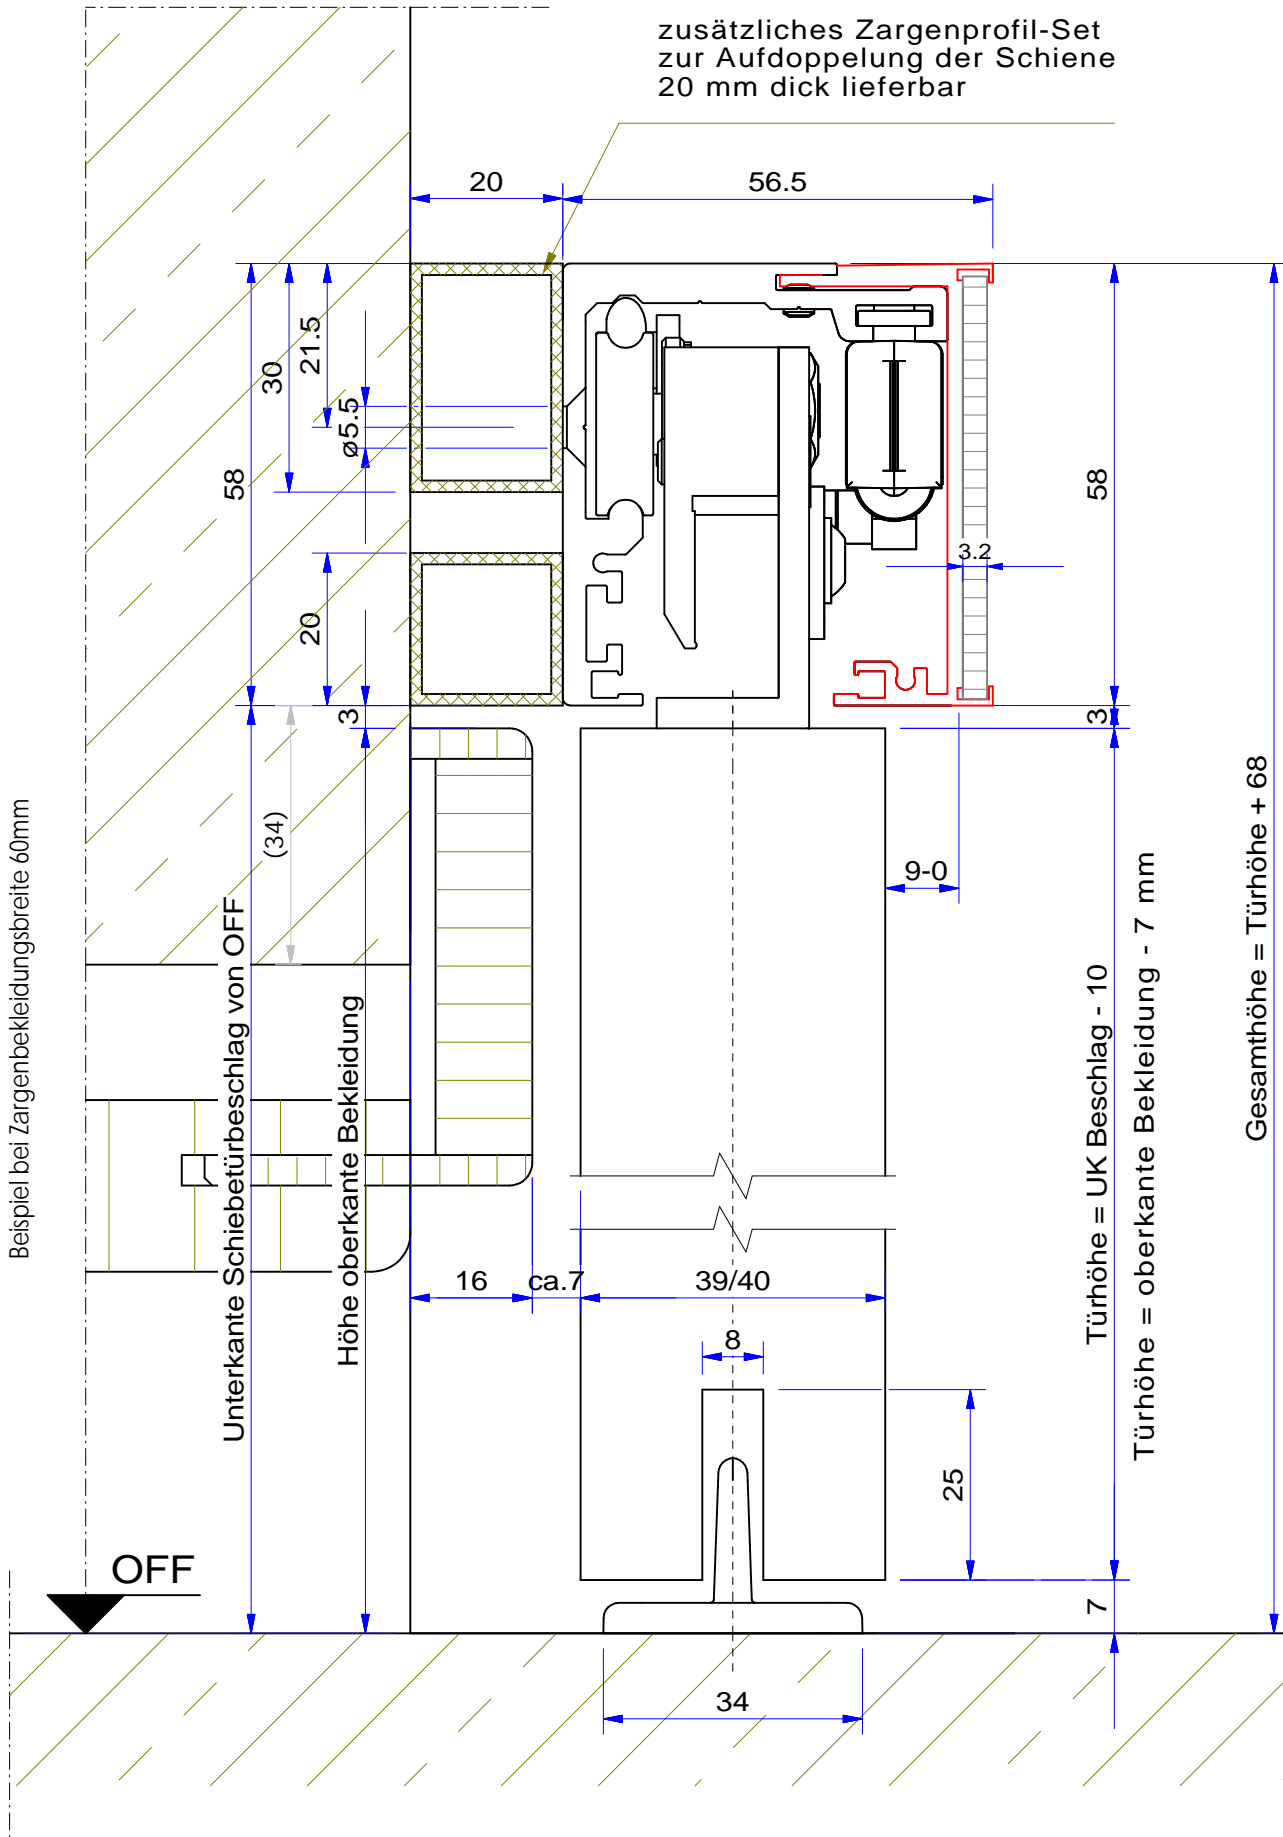 zusätzliches Zargenprofil-Set
zur Aufdoppelung der Schiene
20 mm dick lieferbar
20
56.5
58
30
21.5
ø5.5
20
3
(34)
58
3.2
3
9-0
Beispiel bei Zargenbekleidungsbreite 60mm
Unterkante Schiebetürbeschlag von OFF
Höhe oberkante Bekleidung
Türhöhe = UK Beschlag - 10
Türhöhe = oberkante Bekleidung - 7 mm
Gesamthöhe = Türhöhe + 68
16
ca.7
39/40
8
25
7
OFF
34